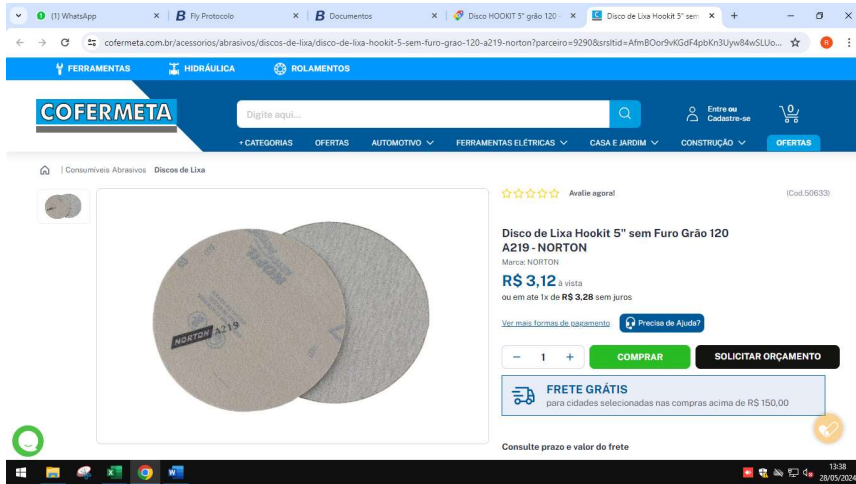 (1) WhatsApp
Fly Protocolo
Documentos
Disco HOOKIT 5" grão 120 -
Disco de Lixa Hookit 5" sem
cofermeta.com.br/acessorios/abrasivos/discos-de-lixa/disco-de-lixa-hookit-5-sem-furo-grao-120-a219-norton?parceiro=9290&srsltid=AfmBOor9vKGdF4pbKn3Uyw84wSLUo...
R
FERRAMENTAS HIDRÁULICA ROLAMENTOS
COFERMETA
Digite aqui...
Entre ou
Cadastre-se
0
+ CATEGORIAS OFERTAS AUTOMOTIVO FERRAMENTAS ELÉTRICAS CASA E JARDIM CONSTRUÇÃO OFERTAS
| Consumíveis Abrasivos Discos de Lixa
Avalie agora!
(Cod.50633)
Disco de Lixa Hookit 5" sem Furo Grão 120
A219 - NORTON
Marca: NORTON
R$ 3,12 à vista
ou em ate 1x de R$ 3,28 sem juros
Ver mais formas de pagamento
Precisa de Ajuda?
− 1 +
COMPRAR
SOLICITAR ORÇAMENTO
FRETE GRÁTIS
para cidades selecionadas nas compras acima de R$ 150,00
Consulte prazo e valor do frete
NORTON A219
13:38
28/05/2024